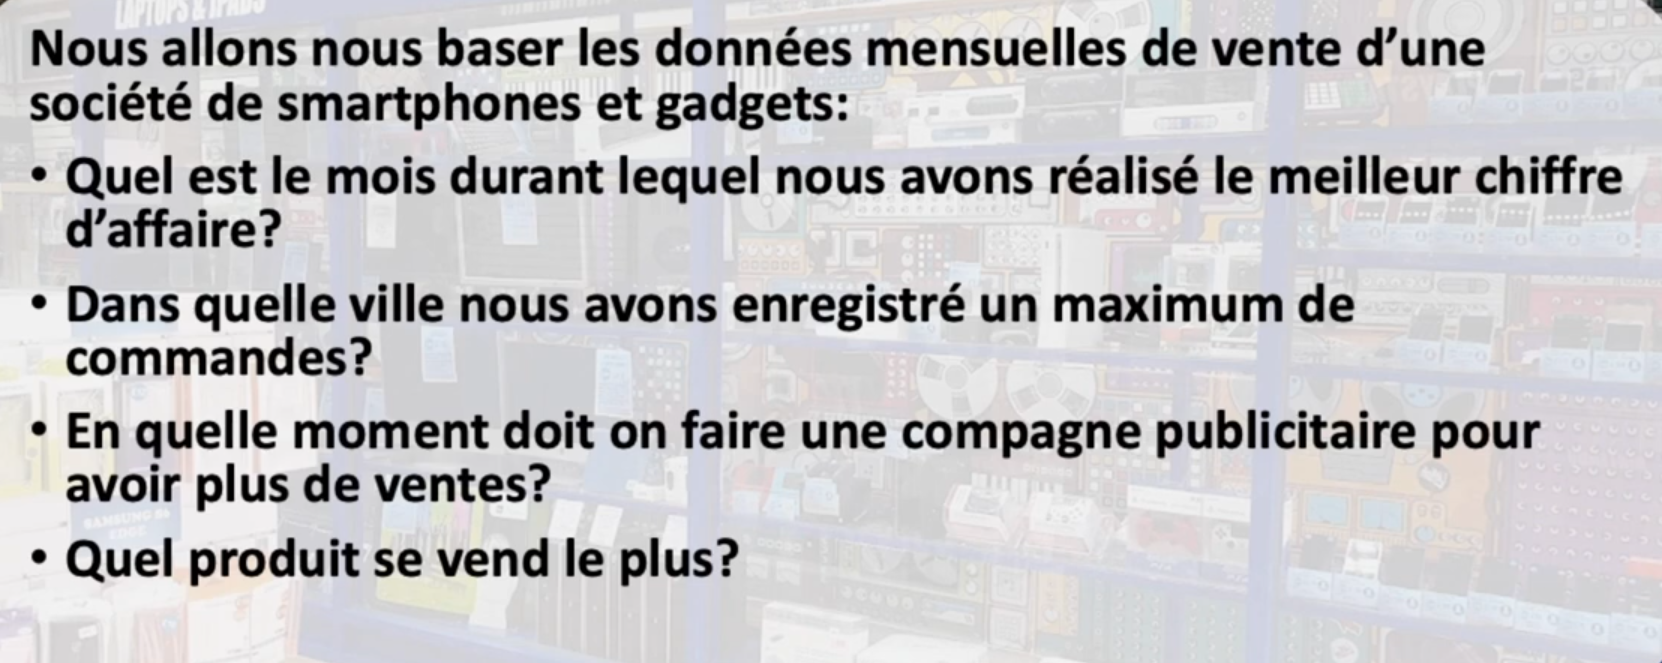 LAPTOPS & IPADS
Nous allons nous baser les données mensuelles de vente d’une
société de smartphones et gadgets:
• Quel est le mois durant lequel nous avons réalisé le meilleur chiffre
d’affaire?
• Dans quelle ville nous avons enregistré un maximum de
commandes?
• En quelle moment doit on faire une compagne publicitaire pour
avoir plus de ventes?
SAMSUNG S6
EDGE
• Quel produit se vend le plus?